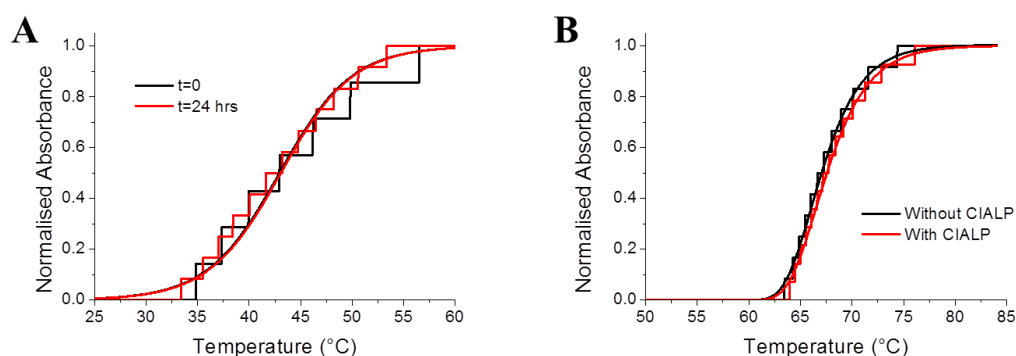 A
Normalised Absorbance
1.0
0.8
0.6
0.4
0.2
0.0
t=0
t=24 hrs
25 30 35 40 45 50 55 60
Temperature (°C)
B
Normalised Absorbance
1.0
0.8
0.6
0.4
0.2
0.0
Without CIALP
With CIALP
50 55 60 65 70 75 80 85
Temperature (°C)